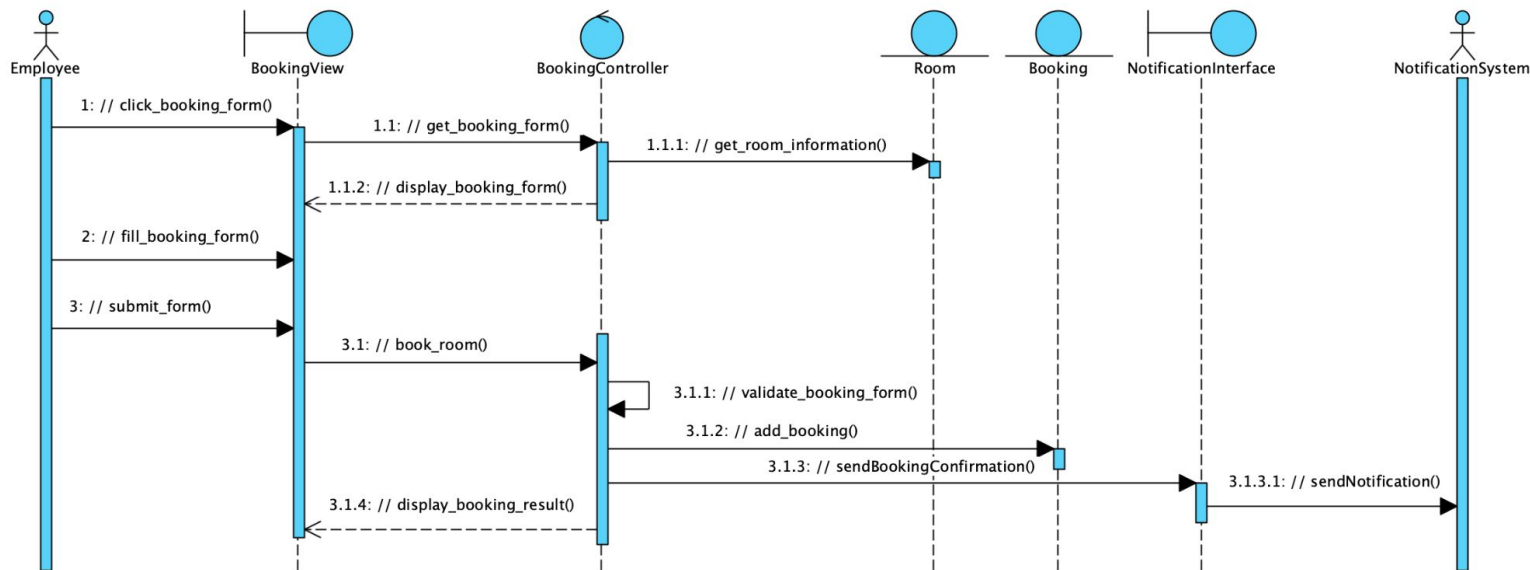 Employee
BookingView
BookingController
Room
Booking
NotificationInterface
NotificationSystem
1: // click_booking_form()
1.1: // get_booking_form()
1.1.1: // get_room_information()
1.1.2: // display_booking_form()
2: // fill_booking_form()
3: // submit_form()
3.1: // book_room()
3.1.1: // validate_booking_form()
3.1.2: // add_booking()
3.1.3: // sendBookingConfirmation()
3.1.3.1: // sendNotification()
3.1.4: // display_booking_result()